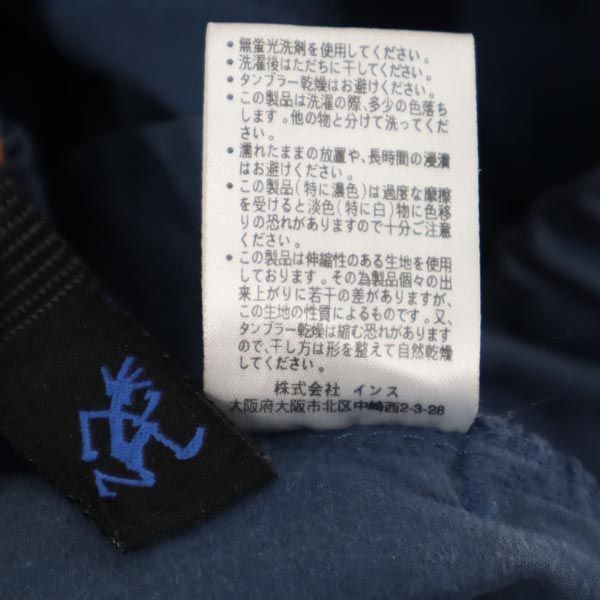 •無蛍光洗剤を使用してください。
•洗濯後はただちに干してください。
•タンブラー乾燥はお避けください。
•この製品は洗濯の際、多少の色落ち
します。他の物と分けて洗ってくだ
さい。
•濡れたままの放置や、長時間の浸漬
はお避けください。
•この製品(特に濃色)は過度な摩擦
を受けると淡色(特に白)物に色移
りの恐れがありますので十分ご注意
ください。
•この製品は伸縮性のある生地を使用
しております。その為製品個々の出
来上がりに若干の差がありますが、
この生地の性質によるものです。又、
タンブラー乾燥は縮む恐れがあります
ので、干し方は形を整えて自然乾燥
してください。
株式会社 インス
大阪府大阪市北区中崎西2-3-28